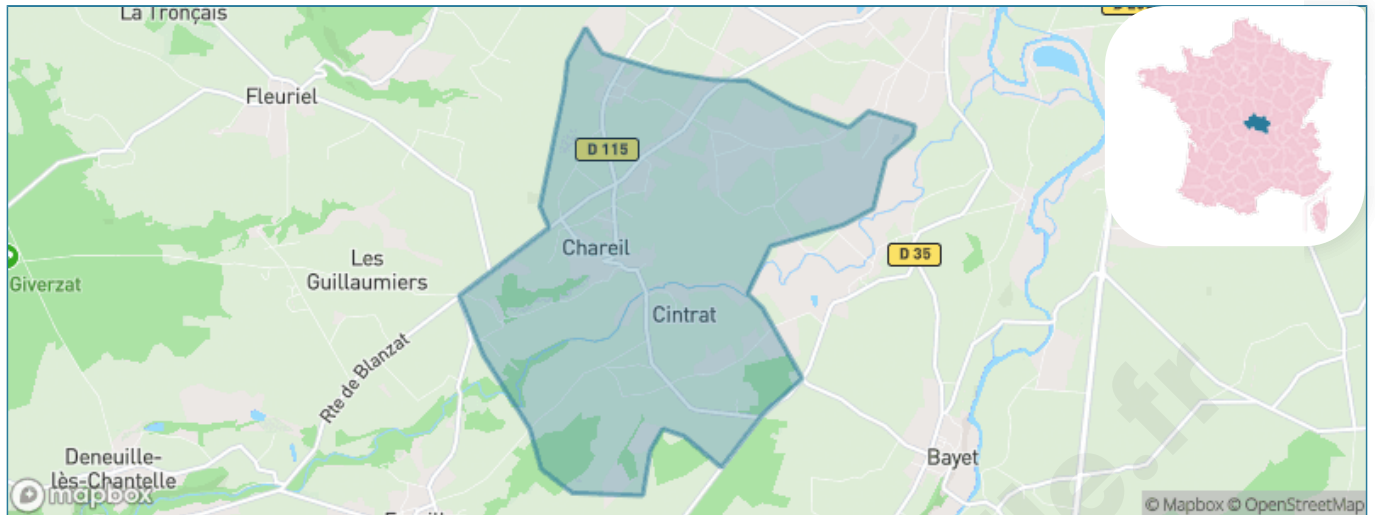 La Tronçais
Fleuriel
D 115
Chareil
D 35
Les
Guillaumiers
Giverzat
Cintrat
Rte de Blanzat
Deneuille-
lès-Chantelle
Bayet
mapbox
© Mapbox © OpenStreetMap